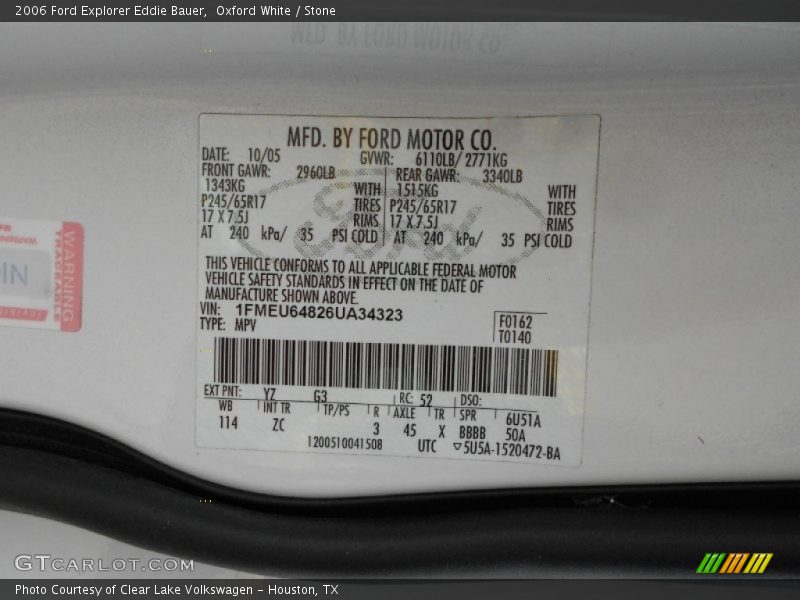 2006 Ford Explorer Eddie Bauer,  Oxford White / Stone
MFD. BY FORD MOTOR CO.
DATE: 10/05 GVWR: 6110LB/ 2771KG
FRONT GAWR: 2960LB REAR GAWR: 3340LB
1343KG WITH 1515KG WITH
P245/65R17 TIRES P245/65R17 TIRES
17 X 7.5J RIMS 17 X 7.5J RIMS
AT 240 kPa/ 35 PSI COLD AT 240 kPa/ 35 PSI COLD
THIS VEHICLE CONFORMS TO ALL APPLICABLE FEDERAL MOTOR
VEHICLE SAFETY STANDARDS IN EFFECT ON THE DATE OF
MANUFACTURE SHOWN ABOVE.
VIN: 1FMEU64826UA34323
TYPE: MPV
F0162
T0140
EXT PNT: YZ G3 RC: 52 DSO:
WB INT TR TP/PS R AXLE TR SPR 6U51A
114 ZC 3 45 X BBBB 50A
1200510041508 UTC 5U5A-1520472-BA
Ford
WARNING
GTCARLOT.COM
Photo Courtesy of Clear Lake Volkswagen - Houston, TX